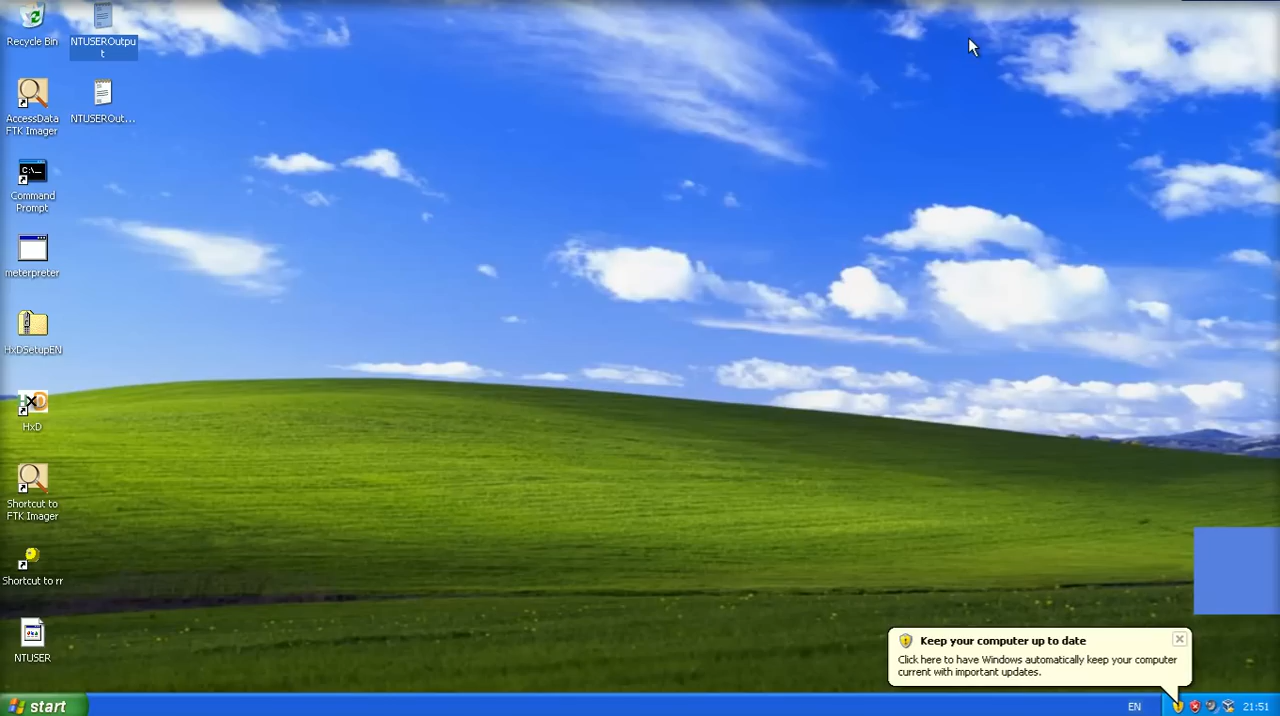 Recycle Bin
NTUSEROutpu
t
AccessData
FTK Imager
NTUSEROut...
C:\
Command
Prompt
meterpreter
HxDSetupEN
HxD
Shortcut to
FTK Imager
Shortcut to rr
NTUSER
Keep your computer up to date
Click here to have Windows automatically keep your computer
current with important updates.
start
EN
21:51